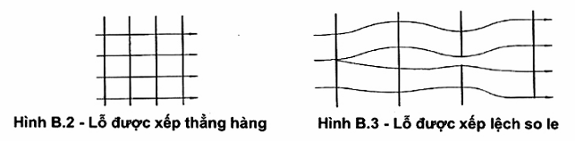 Hình B.2 - Lỗ được xếp thẳng hàng
Hình B.3 - Lỗ được xếp lệch so le